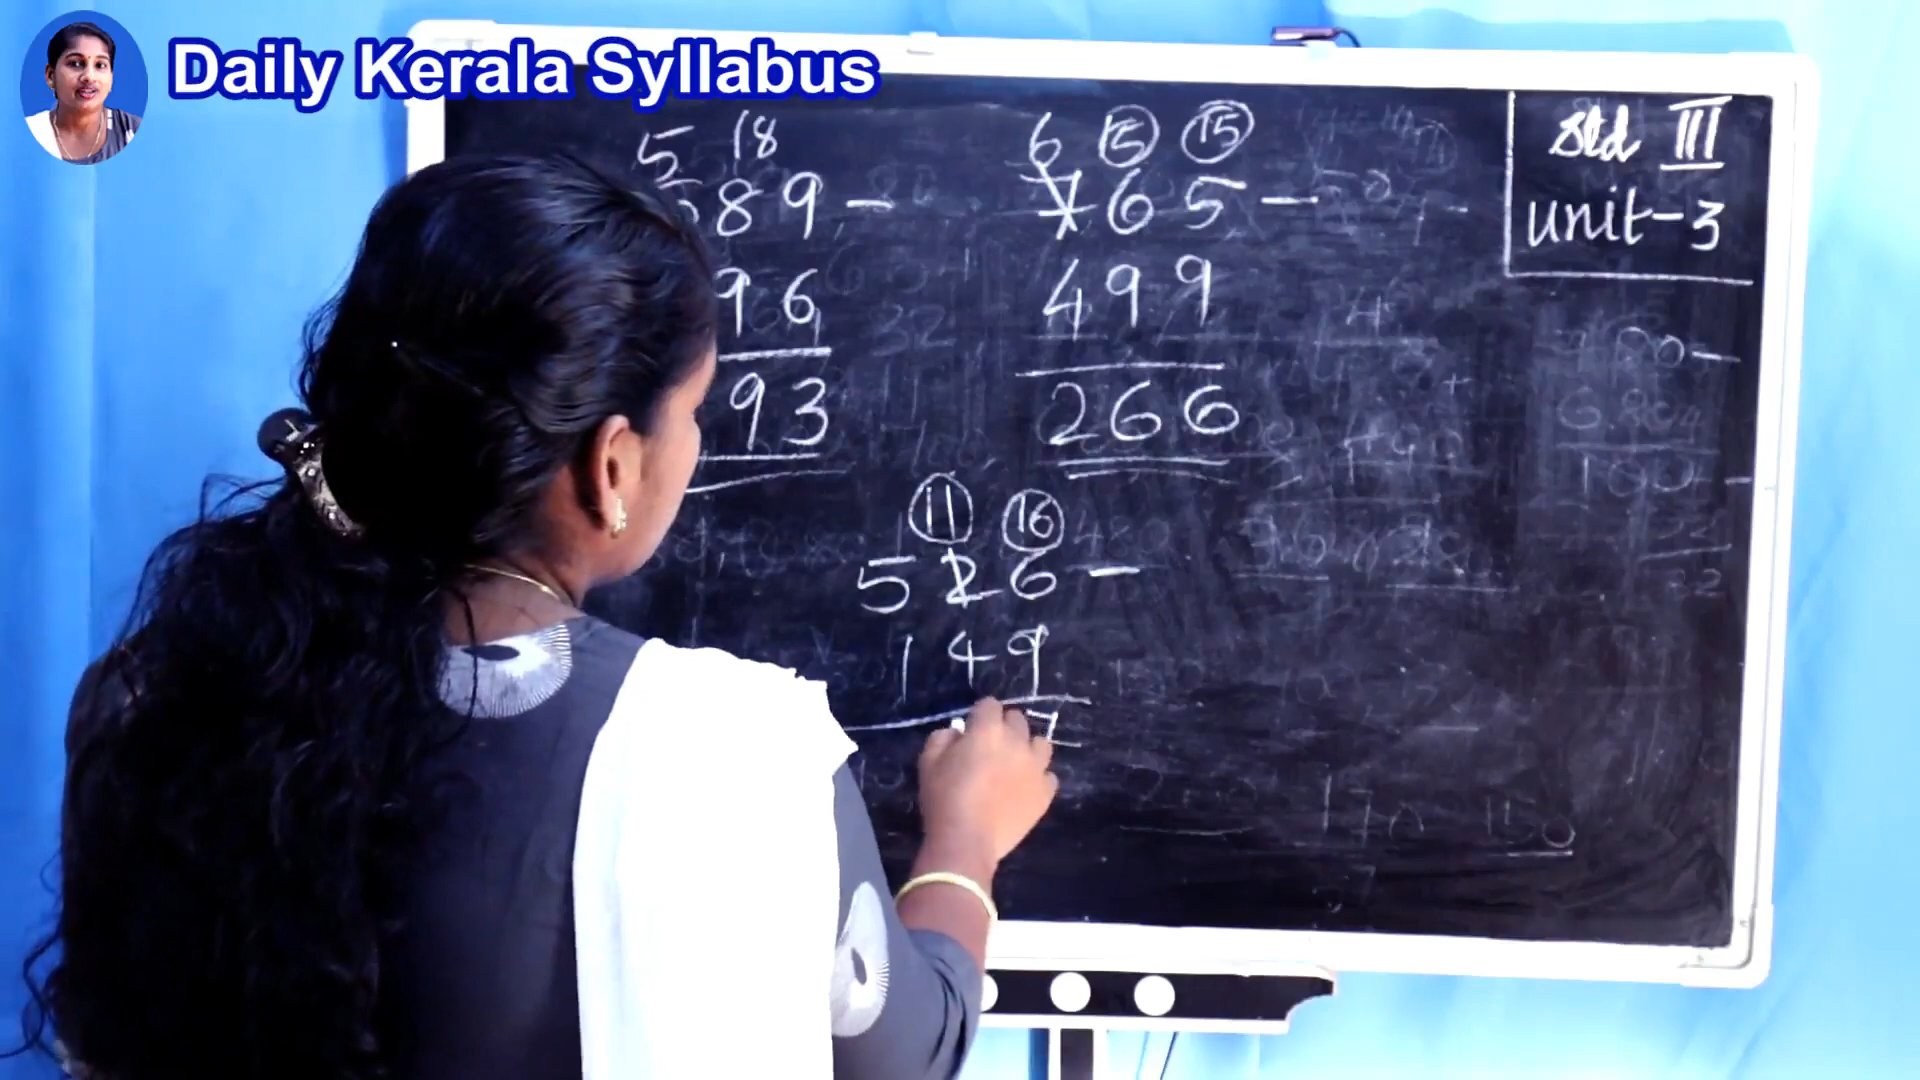 Daily Kerala Syllabus
Std III
unit-3
5 18
89 -
96
93
6 15 15
765 -
499
266
11 16
526 -
149
7